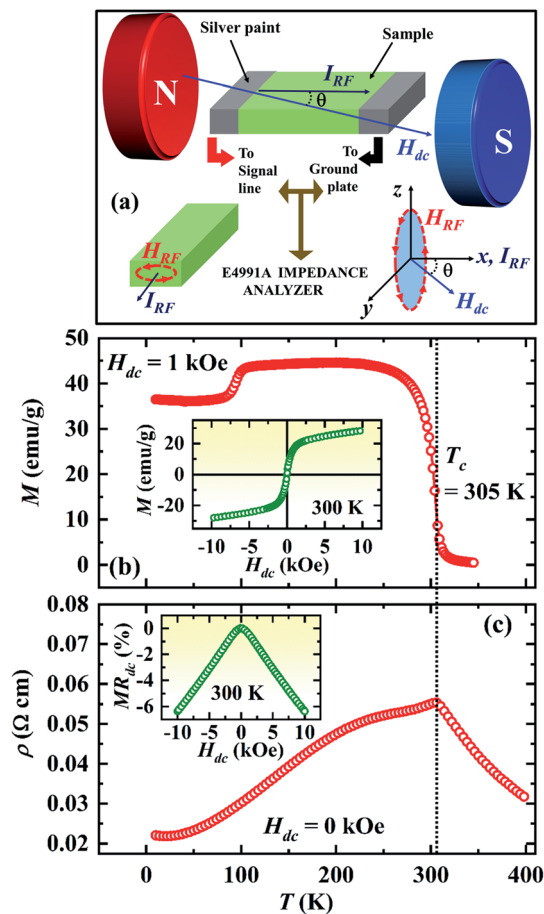 Silver paint
Sample
N
I_RF
θ
H_dc
S
To Signal line
To Ground plate
(a)
E4991A IMPEDANCE ANALYZER
H_RF
I_RF
z
H_RF
x, I_RF
θ
H_dc
y
50
40
30
20
10
0
M (emu/g)
H_dc = 1 kOe
T_c = 305 K
(b)
20
0
-20
M (emu/g)
300 K
-10 -5 0 5 10
H_dc (kOe)
0.08
0.07
0.06
0.05
0.04
0.03
0.02
ρ (Ω cm)
(c)
0
-2
-4
-6
MR_dc (%)
300 K
-10 -5 0 5 10
H_dc (kOe)
H_dc = 0 kOe
0 100 200 300 400
T (K)